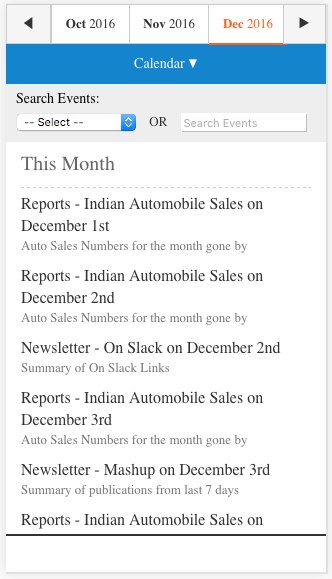 ◀ Oct 2016 Nov 2016 Dec 2016 ▶
Calendar ▼
Search Events:
-- Select -- OR Search Events
This Month
Reports - Indian Automobile Sales on
December 1st
Auto Sales Numbers for the month gone by
Reports - Indian Automobile Sales on
December 2nd
Auto Sales Numbers for the month gone by
Newsletter - On Slack on December 2nd
Summary of On Slack Links
Reports - Indian Automobile Sales on
December 3rd
Auto Sales Numbers for the month gone by
Newsletter - Mashup on December 3rd
Summary of publications from last 7 days
Reports - Indian Automobile Sales on